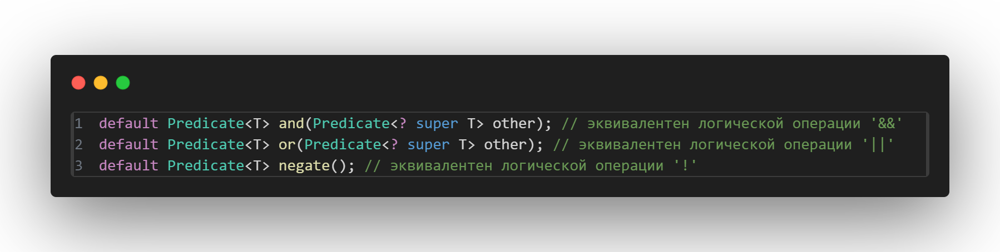 1 default Predicate<T> and(Predicate<? super T> other); // эквивалентен логической операции '&&'
2 default Predicate<T> or(Predicate<? super T> other); // эквивалентен логической операции '||'
3 default Predicate<T> negate(); // эквивалентен логической операции '!'